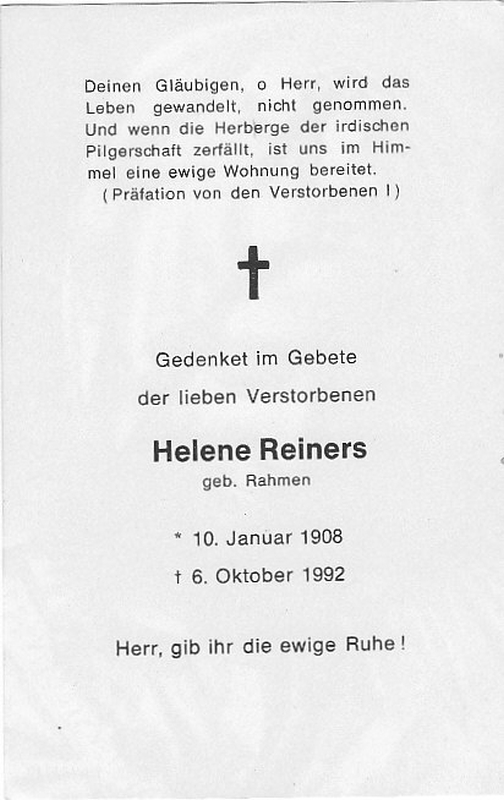 Deinen Gläubigen, o Herr, wird das
Leben gewandelt, nicht genommen.
Und wenn die Herberge der irdischen
Pilgerschaft zerfällt, ist uns im Him-
mel eine ewige Wohnung bereitet.
(Präfation von den Verstorbenen I)
Gedenket im Gebete
der lieben Verstorbenen
Helene Reiners
geb. Rahmen
* 10. Januar 1908
† 6. Oktober 1992
Herr, gib ihr die ewige Ruhe!